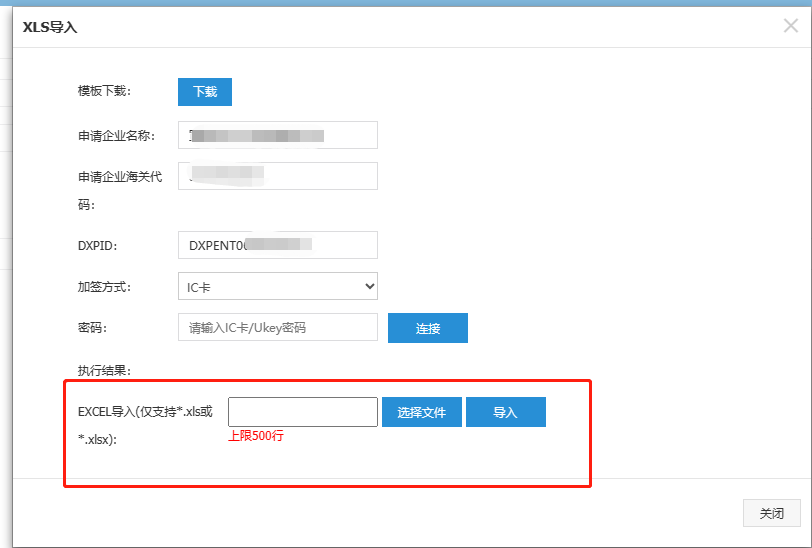 XLS导入
模板下载:
下载
申请企业名称:
申请企业海关代
码:
DXPID:
DXPENT0
加签方式:
IC卡
密码:
请输入IC卡/Ukey密码
连接
执行结果:
EXCEL导入(仅支持*.xls或
*.xlsx):
选择文件
导入
上限500行
关闭